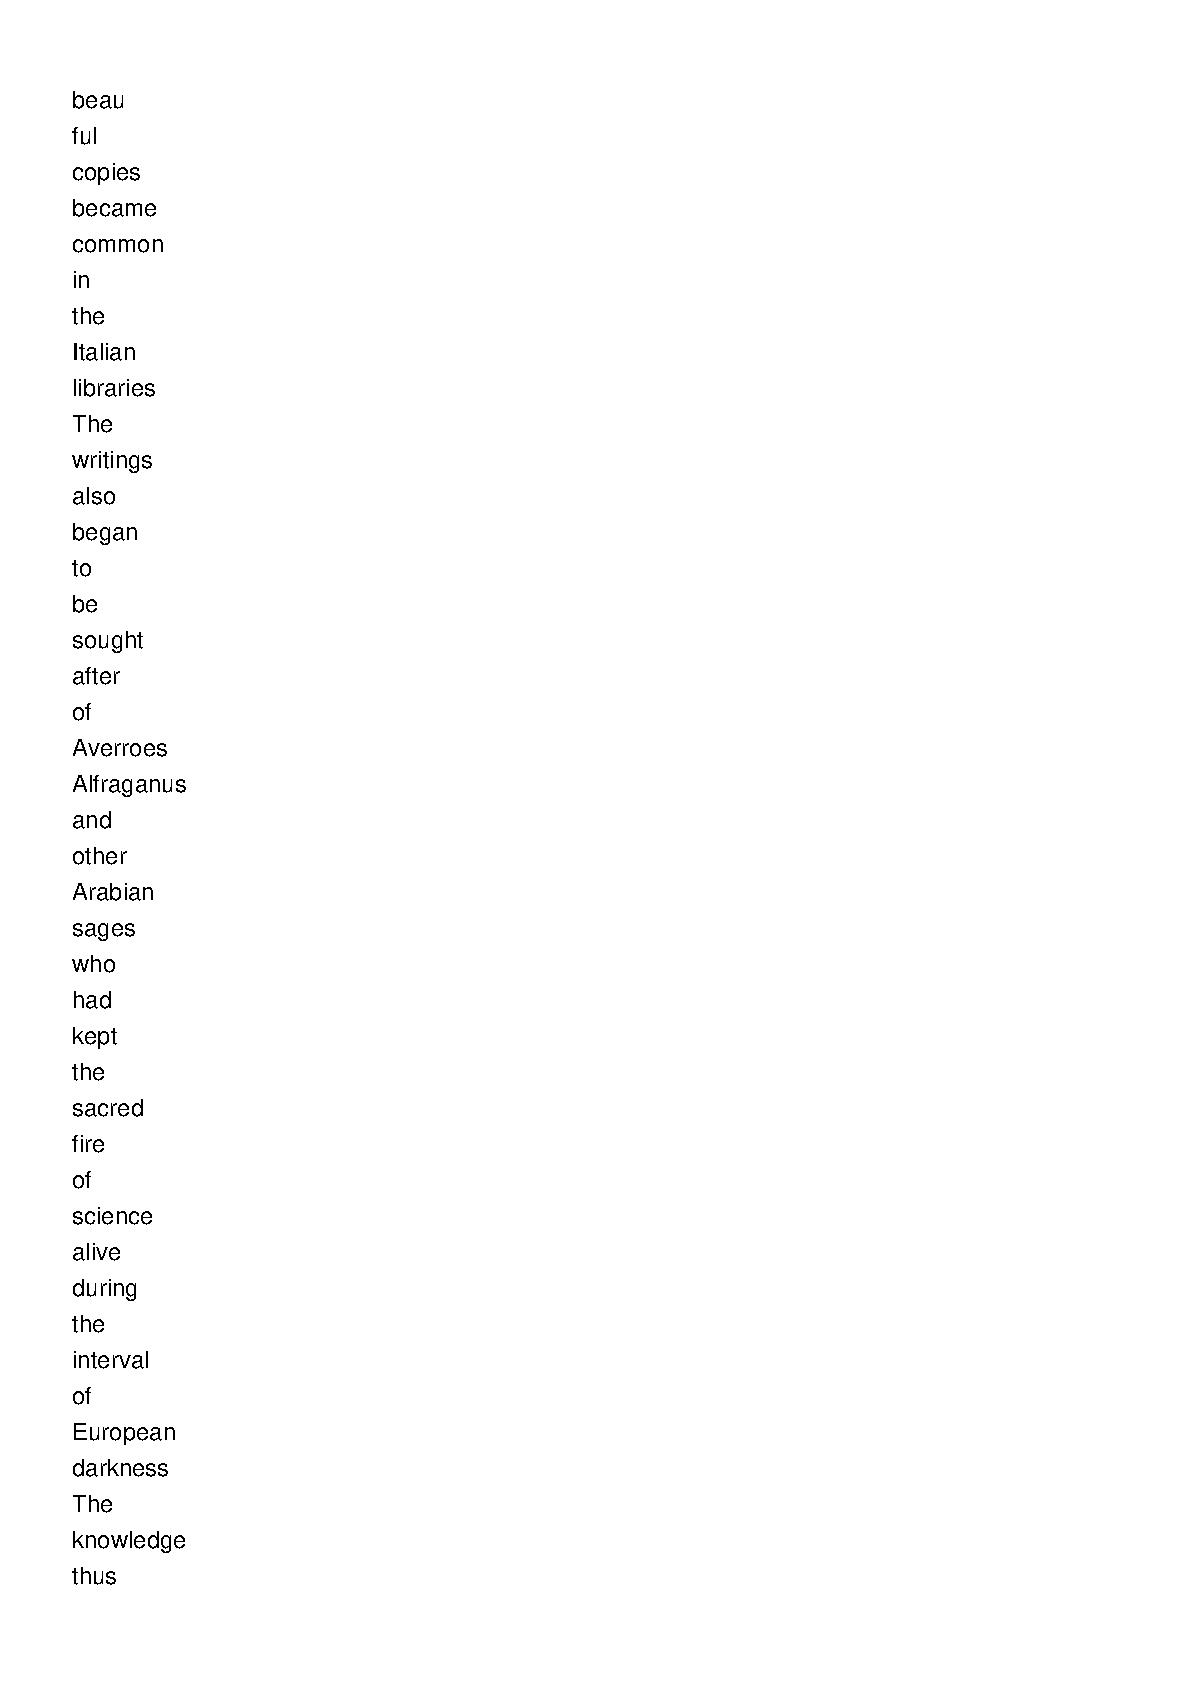 beau
ful
copies
became
common
in
the
Italian
libraries
The
writings
also
began
to
be
sought
after
of
Averroes
Alfraganus
and
other
Arabian
sages
who
had
kept
the
sacred
fire
of
science
alive
during
the
interval
of
European
darkness
The
knowledge
thus